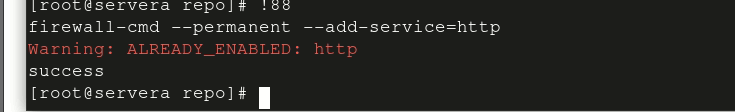 [root@servera repo]# !88
firewall-cmd --permanent --add-service=http
Warning: ALREADY_ENABLED: http
success
[root@servera repo]#